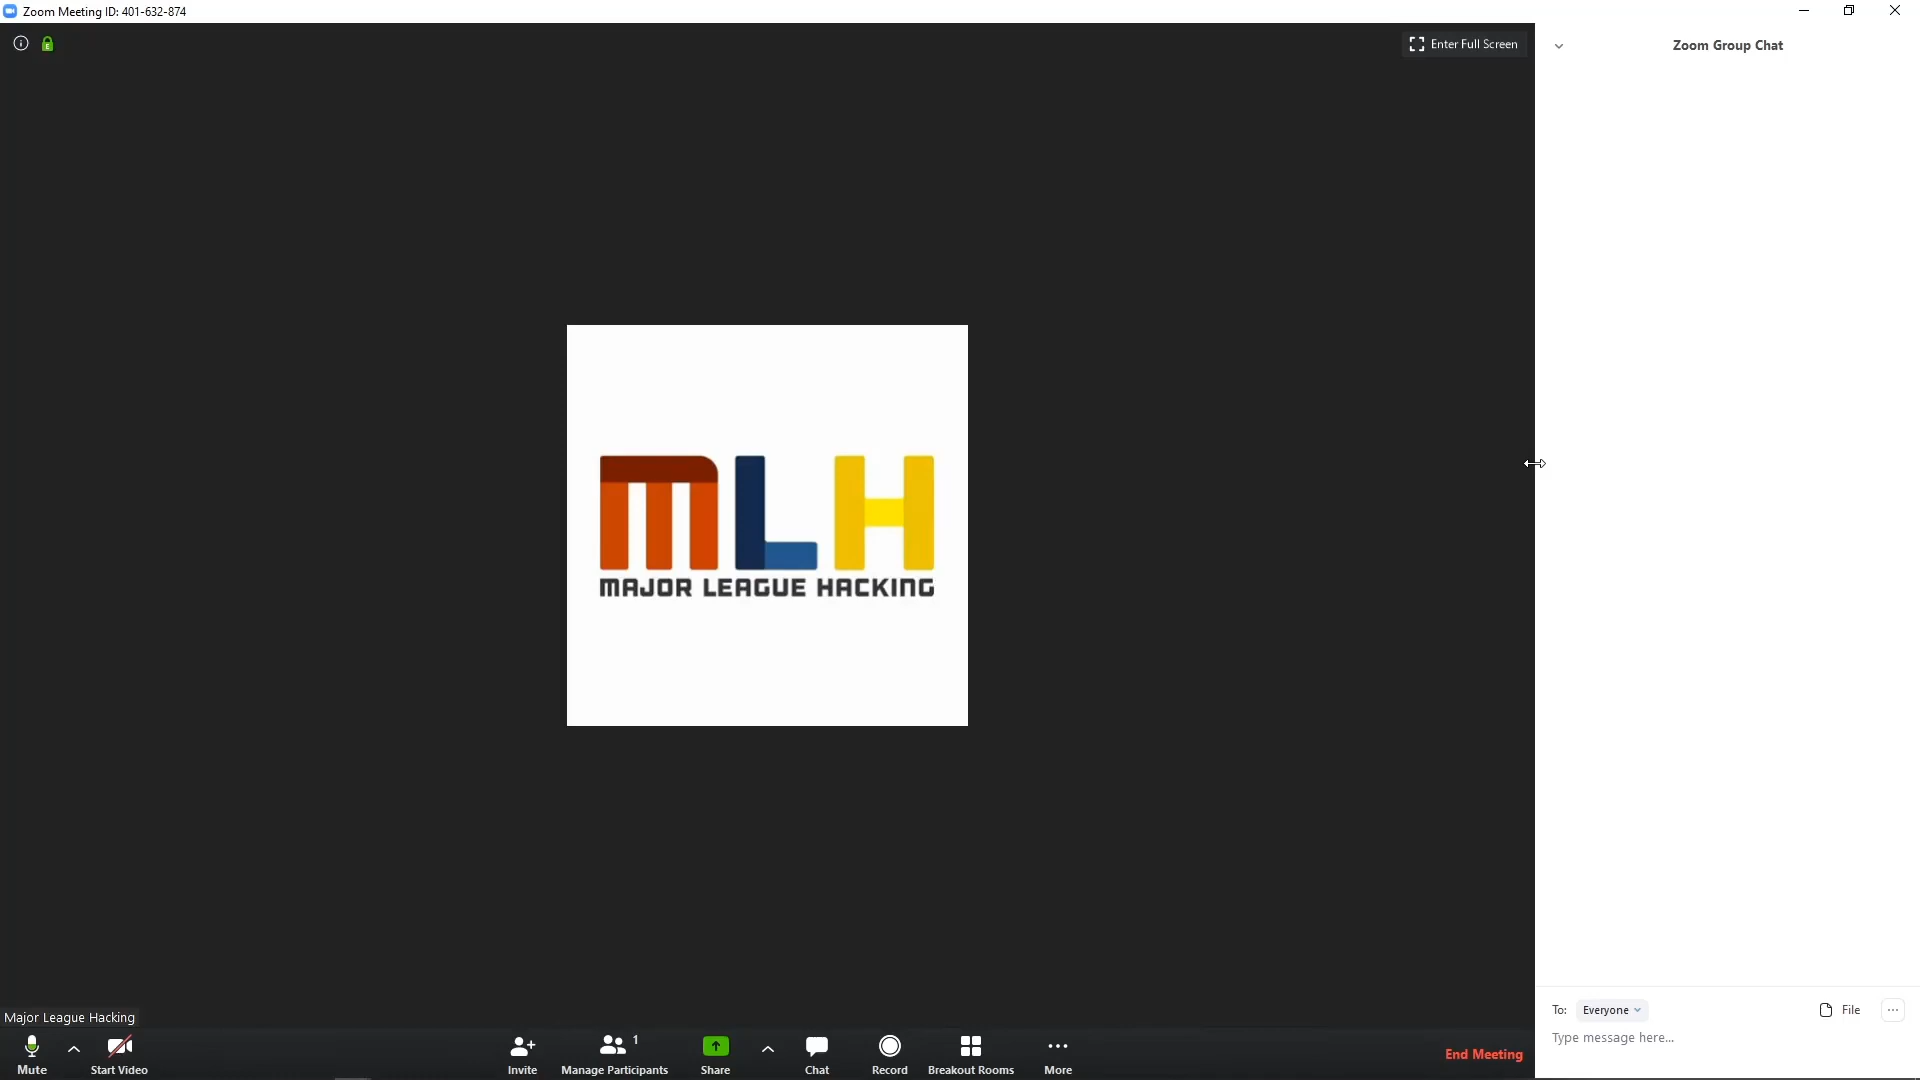 Zoom Meeting ID: 401-632-874
Enter Full Screen
Zoom Group Chat
MLH
MAJOR LEAGUE HACKING
Major League Hacking
To: Everyone
File
Type message here...
1
Mute
Start Video
Invite
Manage Participants
Share
Chat
Record
Breakout Rooms
More
End Meeting